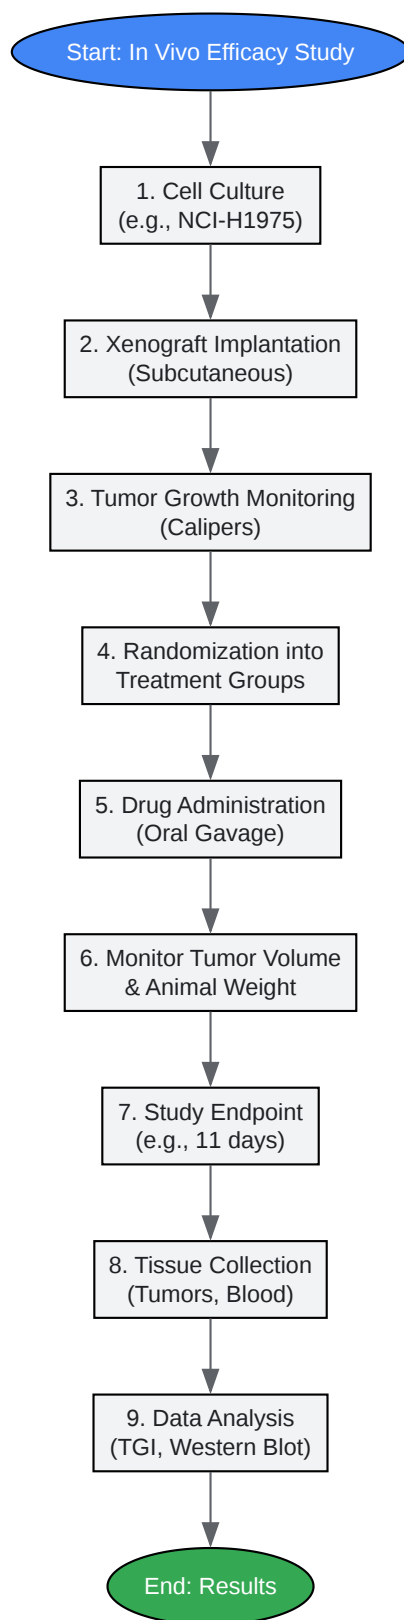 Start: In Vivo Efficacy Study
1. Cell Culture
(e.g., NCI-H1975)
2. Xenograft Implantation
(Subcutaneous)
3. Tumor Growth Monitoring
(Calipers)
4. Randomization into
Treatment Groups
5. Drug Administration
(Oral Gavage)
6. Monitor Tumor Volume
& Animal Weight
7. Study Endpoint
(e.g., 11 days)
8. Tissue Collection
(Tumors, Blood)
9. Data Analysis
(TGI, Western Blot)
End: Results